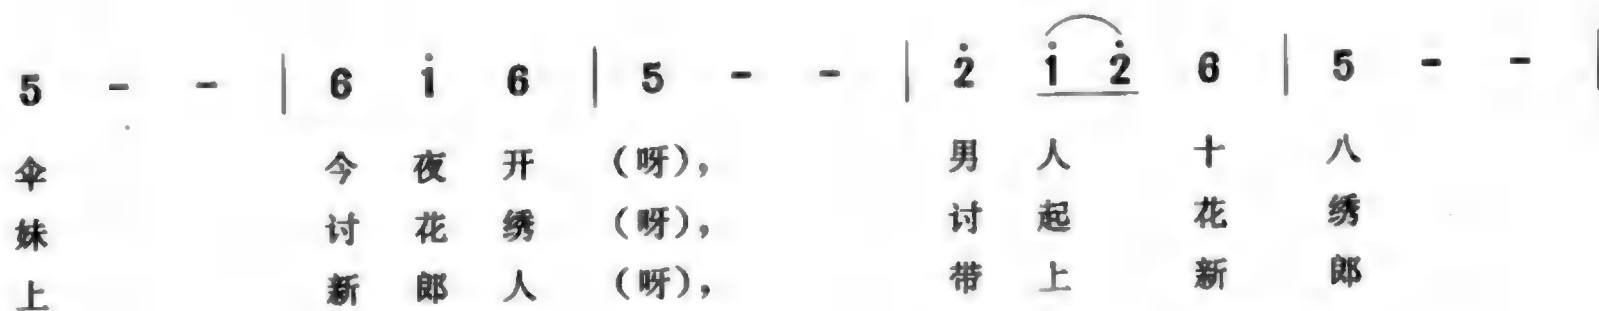 5 - - | 6 i̇ 6 | 5 - - | 2̇ 1̇ 2̇ 6 | 5 - - |
伞 今 夜 开 (呀), 男 人 十 八
妹 讨 花 绣 (呀), 讨 起 花 绣
上 新 郎 人 (呀), 带 上 新 郎